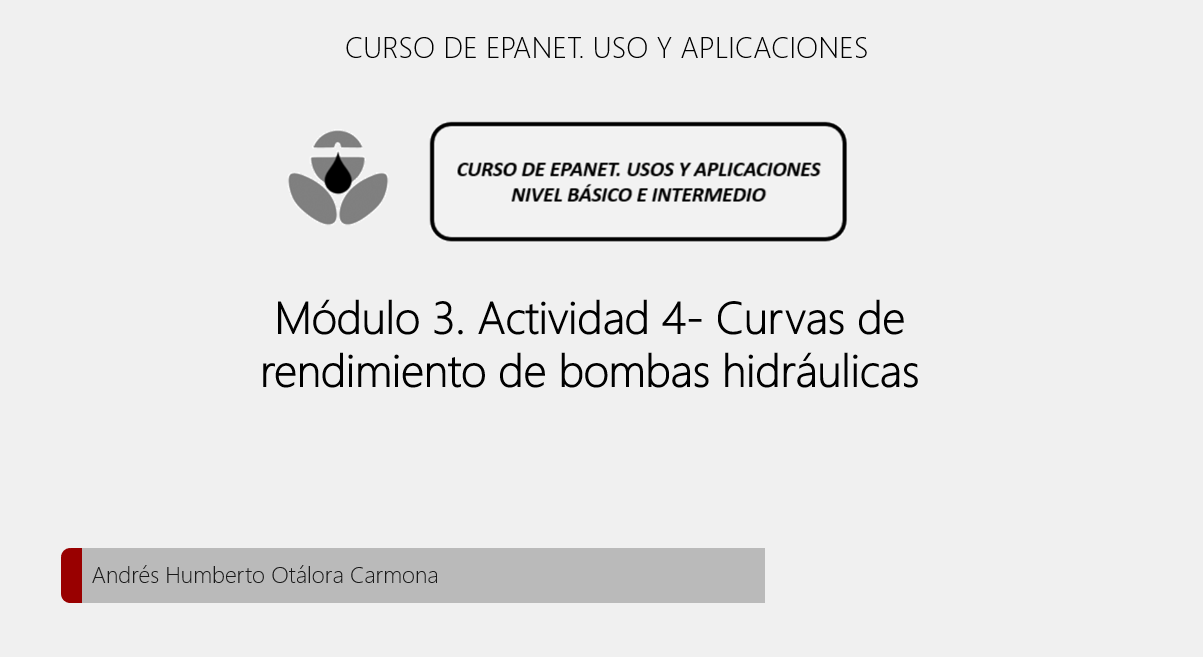 CURSO DE EPANET. USO Y APLICACIONES
CURSO DE EPANET. USOS Y APLICACIONES
NIVEL BÁSICO E INTERMEDIO
Módulo 3. Actividad 4- Curvas de
rendimiento de bombas hidráulicas
Andrés Humberto Otálora Carmona